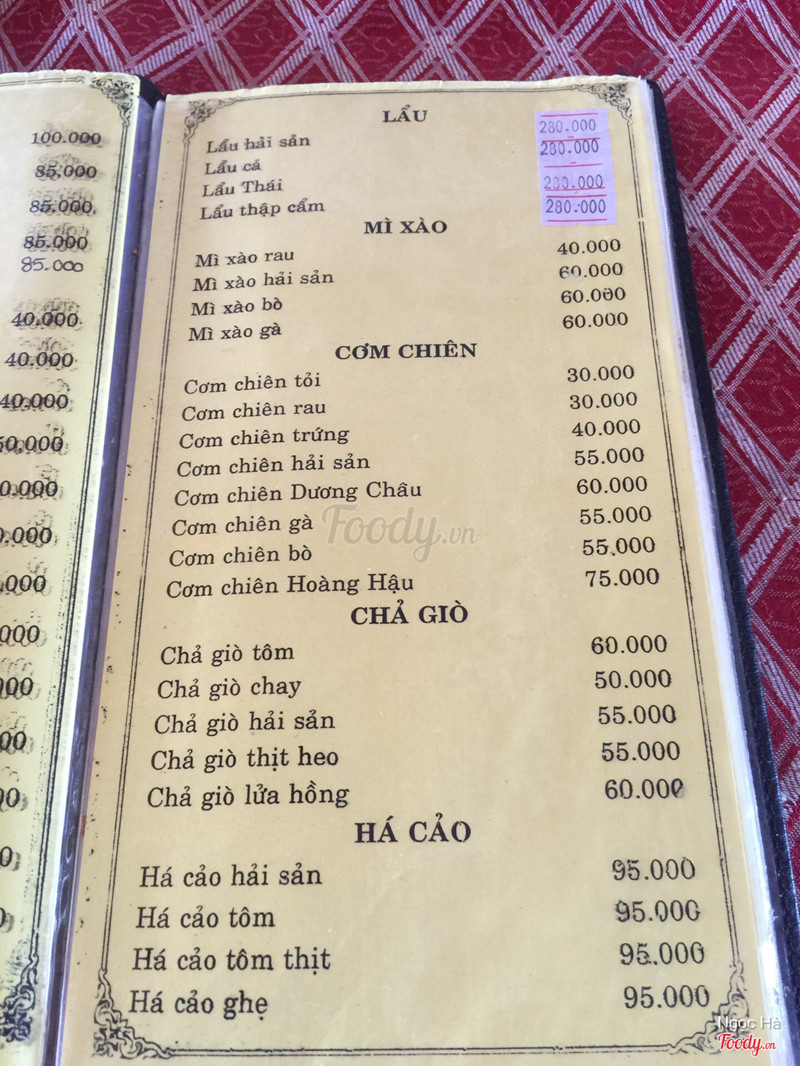 100.000
85,000
85.000,
85.000
85.000
40.000
40.000
40.000
LẨU
Lẩu hải sản 280.000
Lẩu cá 280.000
Lẩu Thái
Lẩu thập cẩm 280.000
MÌ XÀO
Mì xào rau 40.000
Mì xào hải sản 60.000
Mì xào bò 60.000
Mì xào gà 60.000
CƠM CHIÊN
Cơm chiên tỏi 30.000
Cơm chiên rau 30.000
Cơm chiên trứng 40.000
Cơm chiên hải sản 55.000
Cơm chiên Dương Châu 60.000
Cơm chiên gà 55.000
Cơm chiên bò 55.000
Cơm chiên Hoàng Hậu 75.000
CHẢ GIÒ
Chả giò tôm 60.000
Chả giò chay 50.000
Chả giò hải sản 55.000
Chả giò thịt heo 55.000
Chả giò lửa hồng 60.000
HÁ CẢO
Há cảo hải sản 95.000
Há cảo tôm 95.000
Há cảo tôm thịt 95.000
Há cảo ghẹ 95.000
Foody.vn
Ngọc Hà
Foody.vn